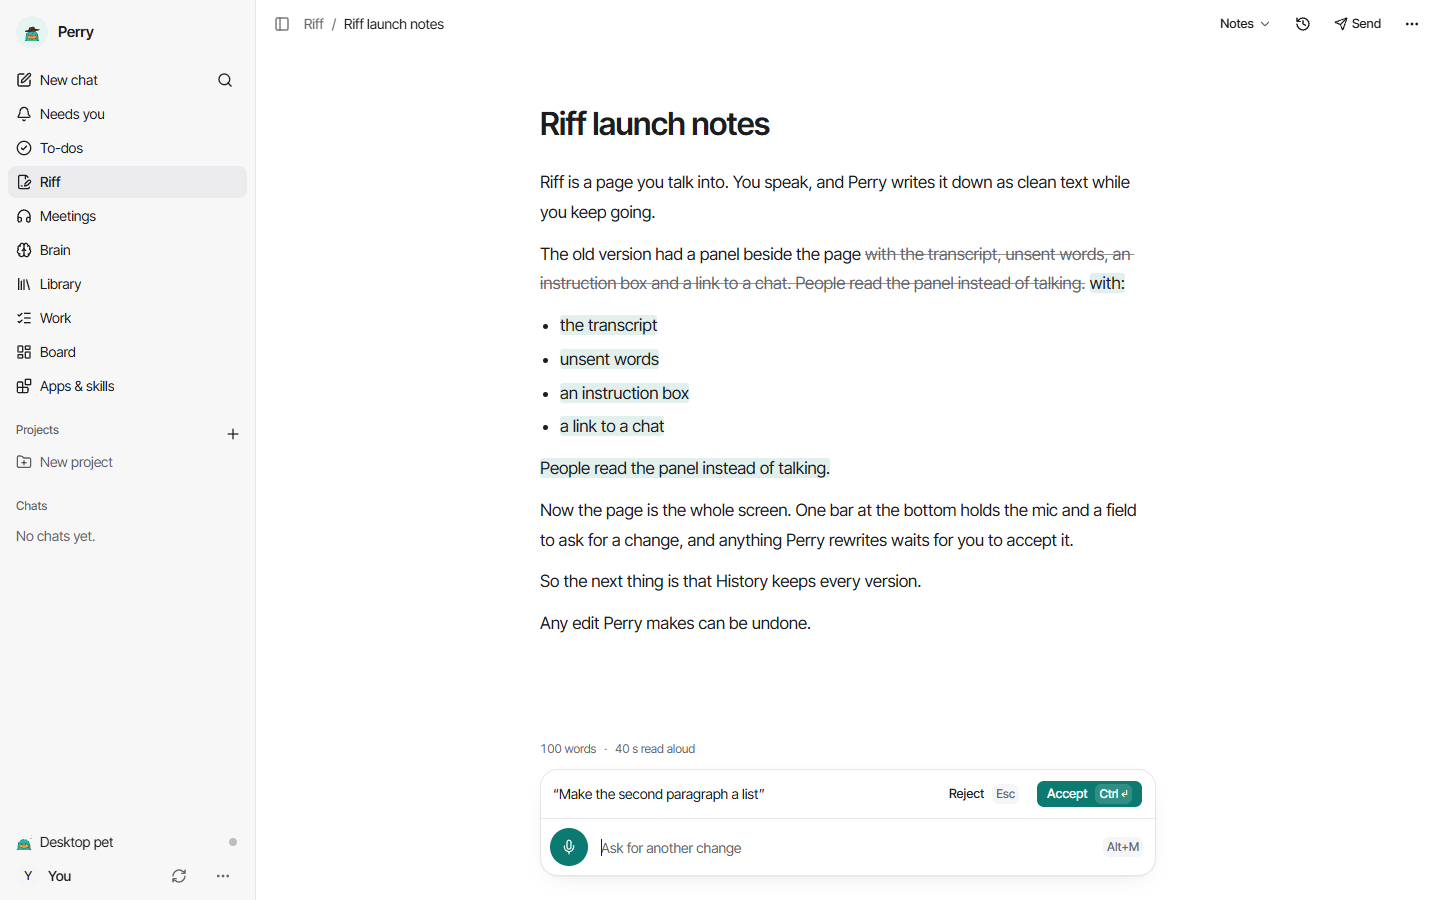 Perry
New chat
Needs you
To-dos
Riff
Meetings
Brain
Library
Work
Board
Apps & skills
Projects
New project
Chats
No chats yet.
Desktop pet
Y You
Riff / Riff launch notes
Notes
Send
Riff launch notes
Riff is a page you talk into. You speak, and Perry writes it down as clean text while
you keep going.
The old version had a panel beside the page with the transcript, unsent words, an
instruction box and a link to a chat. People read the panel instead of talking. with:
• the transcript
• unsent words
• an instruction box
• a link to a chat
People read the panel instead of talking.
Now the page is the whole screen. One bar at the bottom holds the mic and a field
to ask for a change, and anything Perry rewrites waits for you to accept it.
So the next thing is that History keeps every version.
Any edit Perry makes can be undone.
100 words · 40 s read aloud
“Make the second paragraph a list” Reject Esc Accept Ctrl ↵
Ask for another change Alt+M